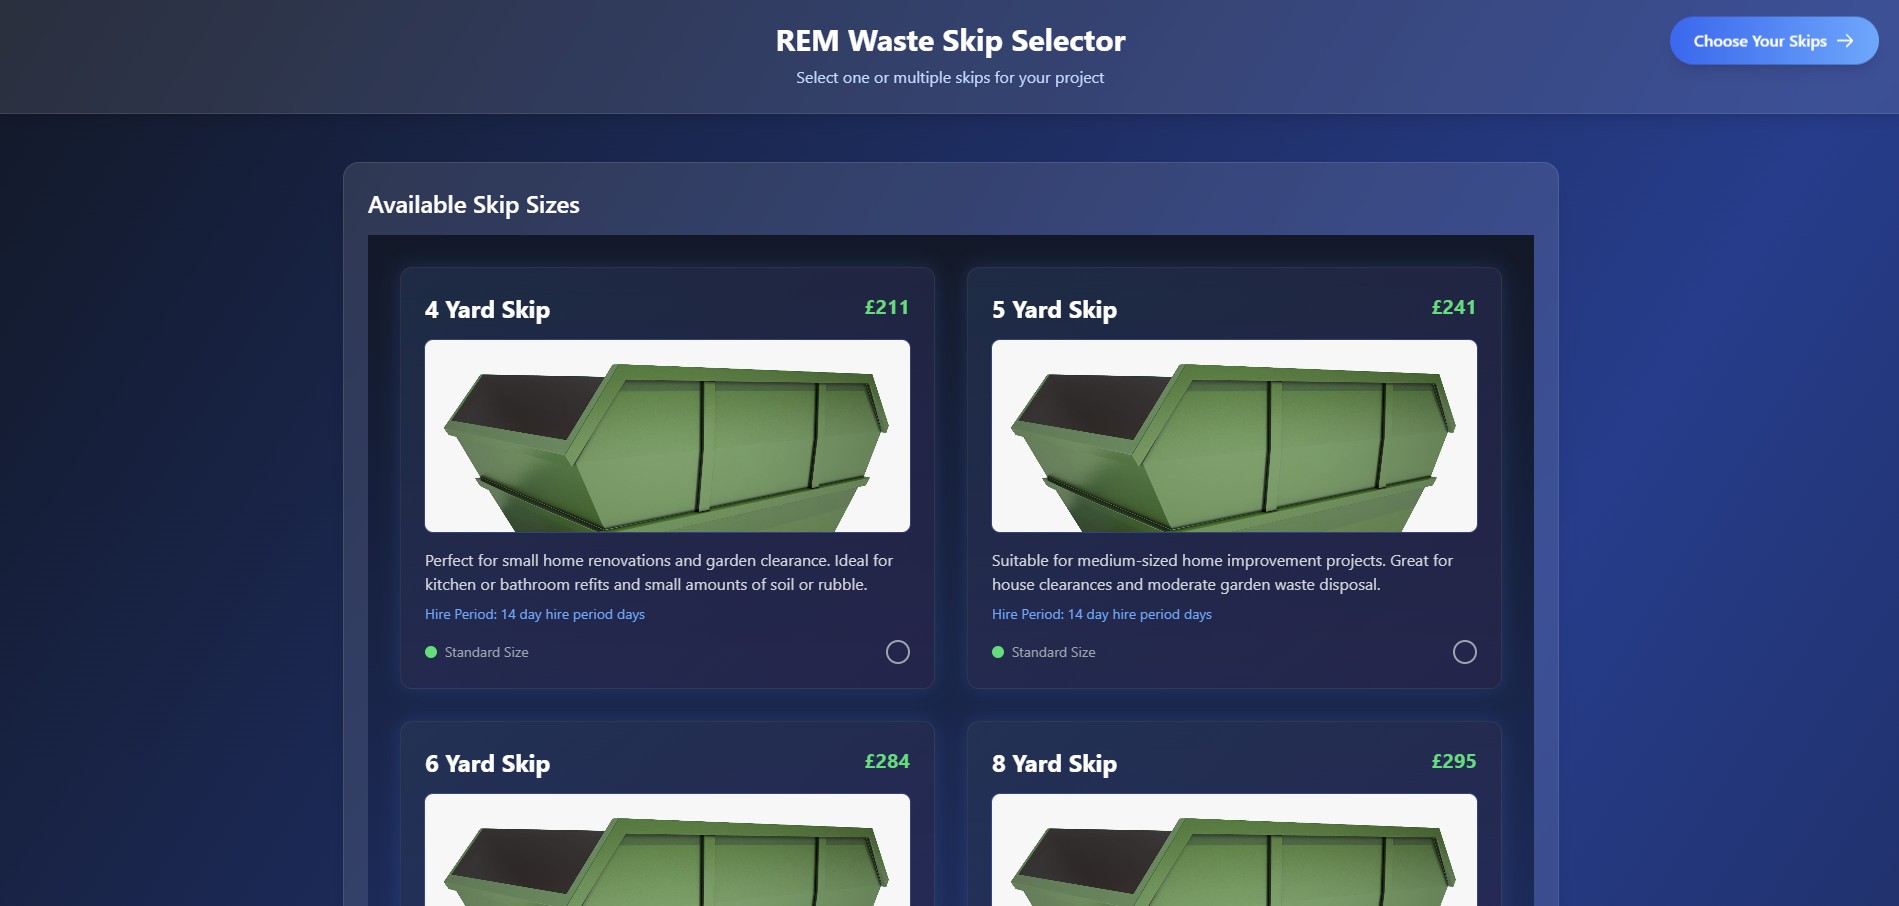 REM Waste Skip Selector
Select one or multiple skips for your project
Choose Your Skips →
Available Skip Sizes
4 Yard Skip
£211
Perfect for small home renovations and garden clearance. Ideal for
kitchen or bathroom refits and small amounts of soil or rubble.
Hire Period: 14 day hire period days
Standard Size
5 Yard Skip
£241
Suitable for medium-sized home improvement projects. Great for
house clearances and moderate garden waste disposal.
Hire Period: 14 day hire period days
Standard Size
6 Yard Skip
£284
8 Yard Skip
£295